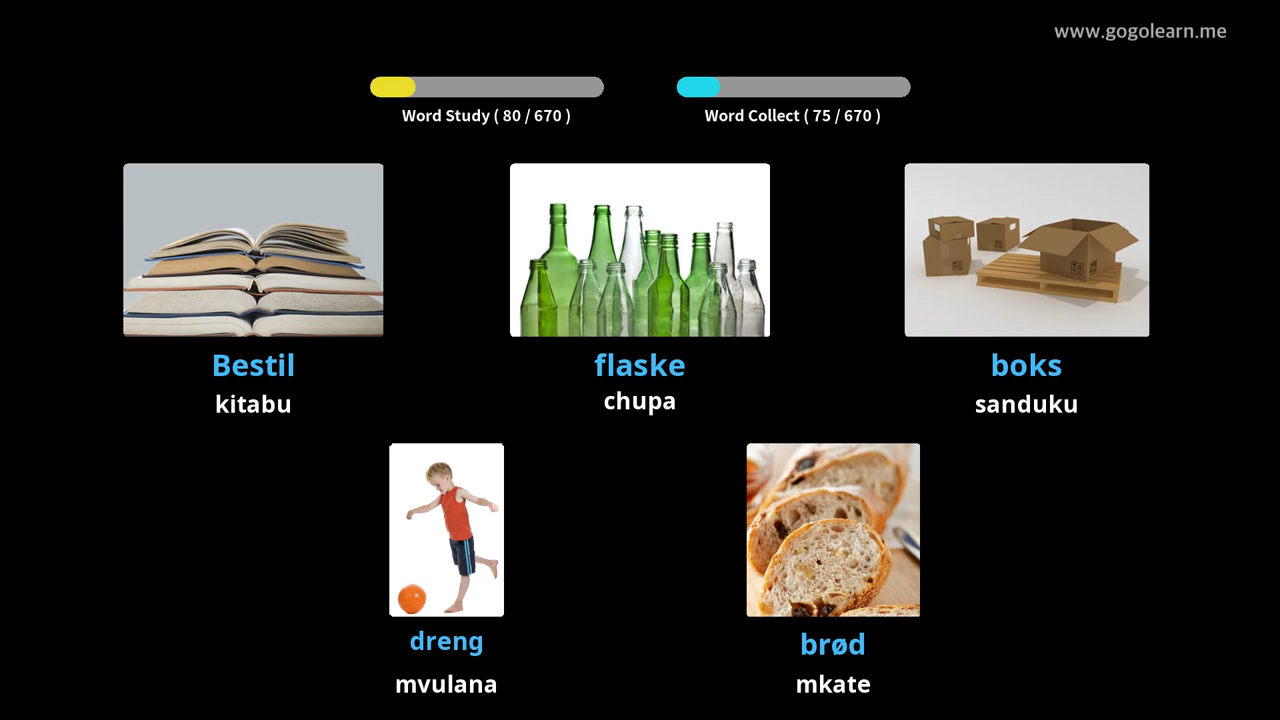 www.gogolearn.me
Word Study ( 80 / 670 )
Word Collect ( 75 / 670 )
Bestil
kitabu
flaske
chupa
boks
sanduku
dreng
mvulana
brød
mkate